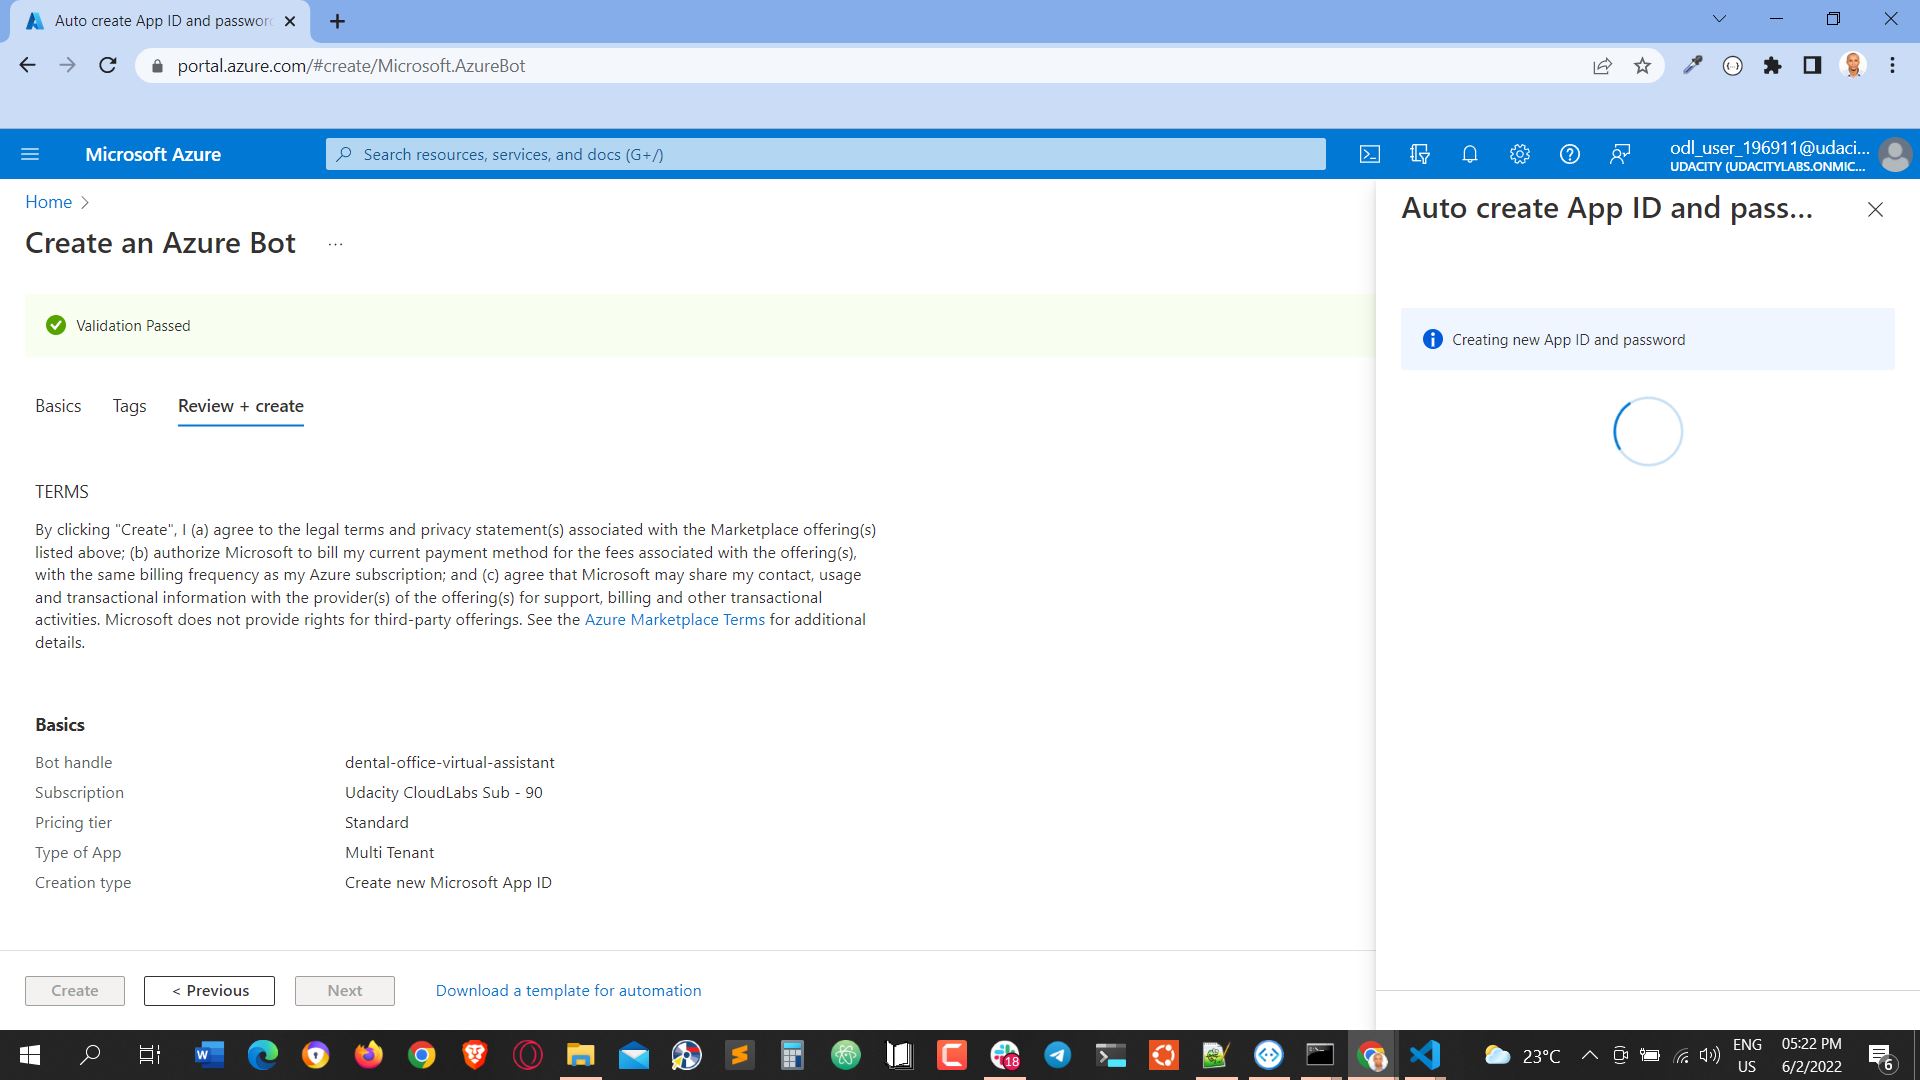 Auto create App ID and password
portal.azure.com/#create/Microsoft.AzureBot
Microsoft Azure
Search resources, services, and docs (G+/)
odl_user_196911@udaci...
UDACITY (UDACITYLABS.ONMIC...
Home
Create an Azure Bot
...
Validation Passed
Basics
Tags
Review + create
TERMS
By clicking "Create", I (a) agree to the legal terms and privacy statement(s) associated with the Marketplace offering(s)
listed above; (b) authorize Microsoft to bill my current payment method for the fees associated with the offering(s),
with the same billing frequency as my Azure subscription; and (c) agree that Microsoft may share my contact, usage
and transactional information with the provider(s) of the offering(s) for support, billing and other transactional
activities. Microsoft does not provide rights for third-party offerings. See the Azure Marketplace Terms for additional
details.
Basics
Bot handle dental-office-virtual-assistant
Subscription Udacity CloudLabs Sub - 90
Pricing tier Standard
Type of App Multi Tenant
Creation type Create new Microsoft App ID
Create
< Previous
Next
Download a template for automation
Auto create App ID and pass...
Creating new App ID and password
18
23°C
ENG
US
05:22 PM
6/2/2022
6